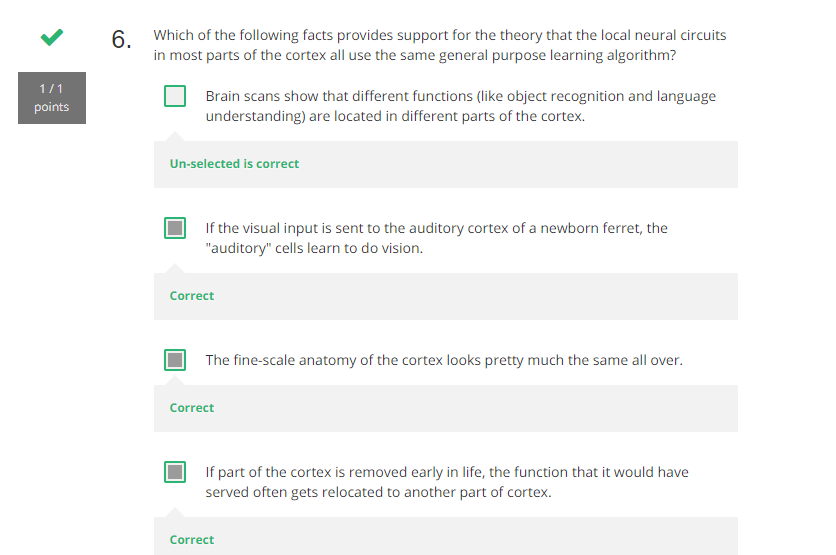 6. Which of the following facts provides support for the theory that the local neural circuits
in most parts of the cortex all use the same general purpose learning algorithm?
1 / 1
points
Brain scans show that different functions (like object recognition and language
understanding) are located in different parts of the cortex.
Un-selected is correct
If the visual input is sent to the auditory cortex of a newborn ferret, the
"auditory" cells learn to do vision.
Correct
The fine-scale anatomy of the cortex looks pretty much the same all over.
Correct
If part of the cortex is removed early in life, the function that it would have
served often gets relocated to another part of cortex.
Correct